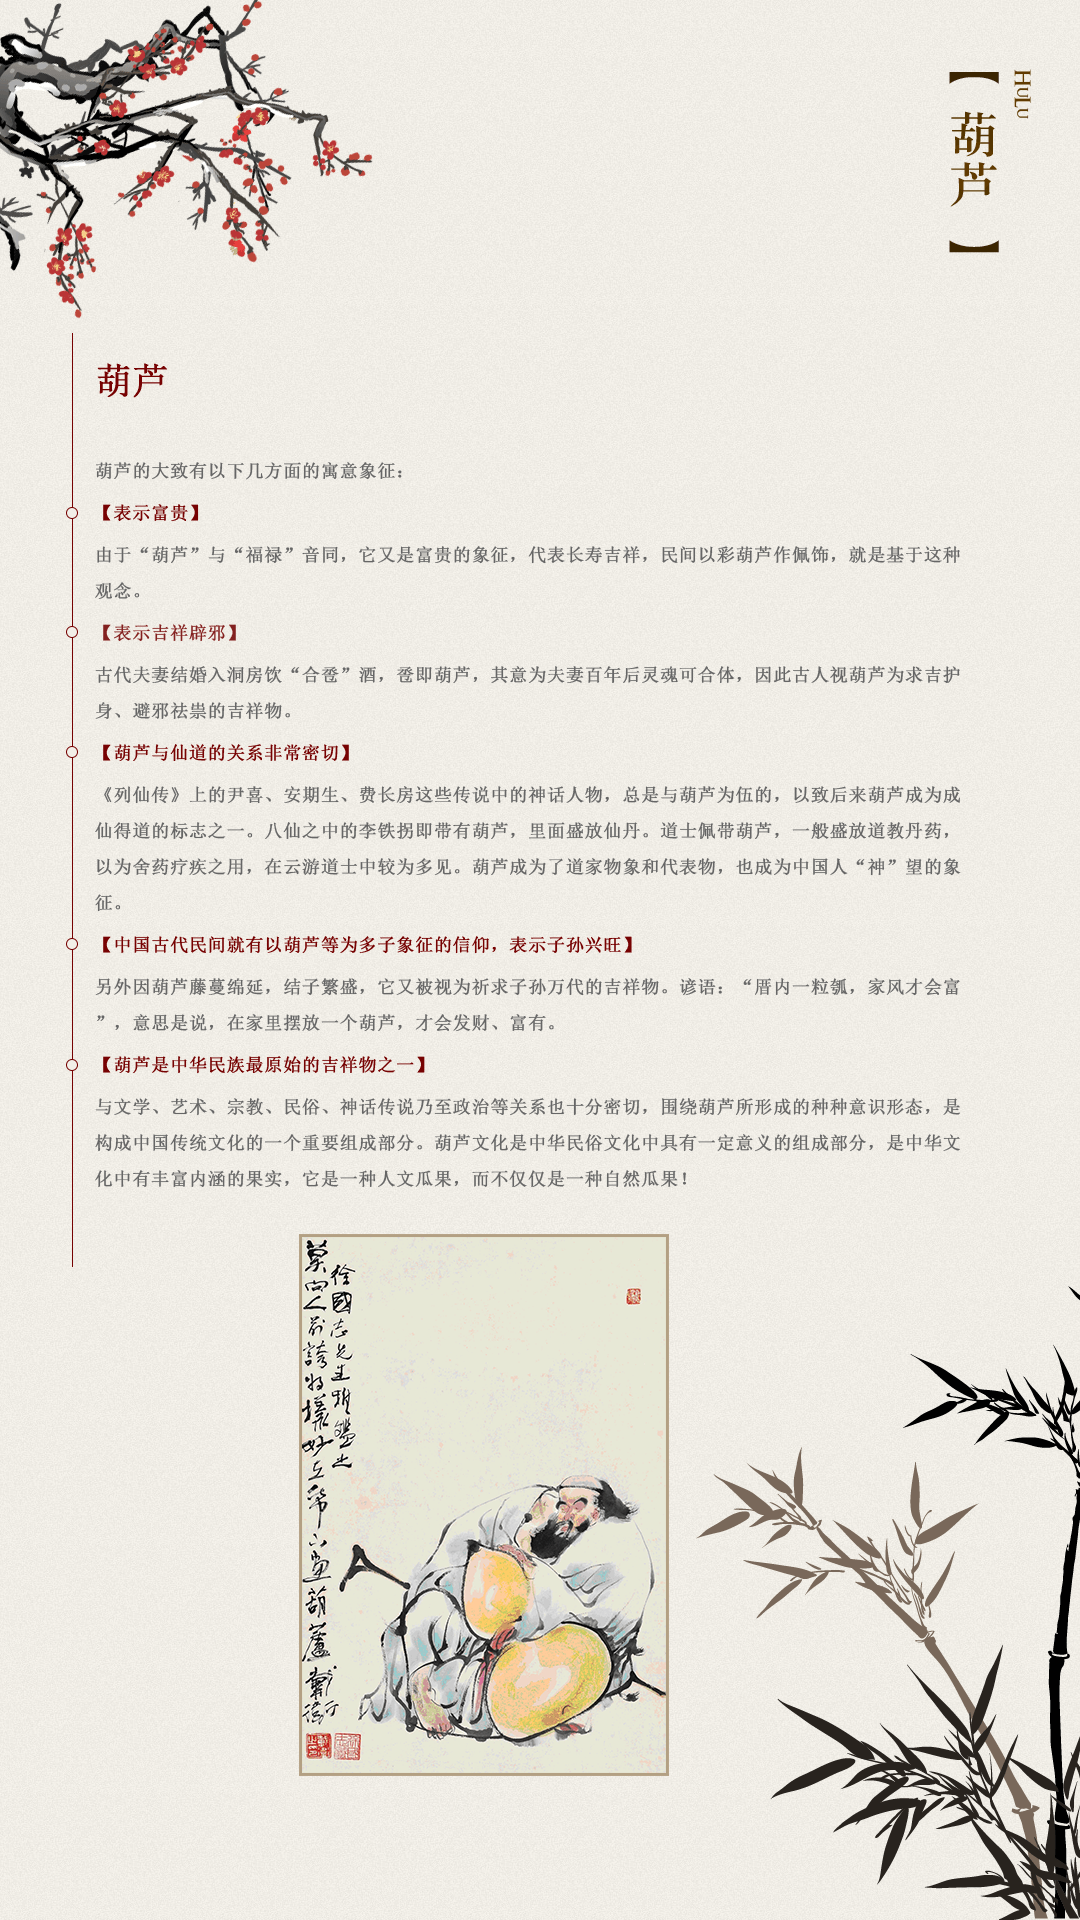 HuLu
【葫芦】
葫芦
葫芦的大致有以下几方面的寓意象征：
【表示富贵】
由于“葫芦”与“福禄”音同，它又是富贵的象征，代表长寿吉祥，民间以彩葫芦作佩饰，就是基于这种
观念。
【表示吉祥辟邪】
古代夫妻结婚入洞房饮“合卺”酒，卺即葫芦，其意为夫妻百年后灵魂可合体，因此古人视葫芦为求吉护
身、避邪祛祟的吉祥物。
【葫芦与仙道的关系非常密切】
《列仙传》上的尹喜、安期生、费长房这些传说中的神话人物，总是与葫芦为伍的，以致后来葫芦成为成
仙得道的标志之一。八仙之中的李铁拐即带有葫芦，里面盛放仙丹。道士佩带葫芦，一般盛放道教丹药，
以为舍药疗疾之用，在云游道士中较为多见。葫芦成为了道家物象和代表物，也成为中国人“神”望的象
征。
【中国古代民间就有以葫芦等为多子象征的信仰，表示子孙兴旺】
另外因葫芦藤蔓绵延，结子繁盛，它又被视为祈求子孙万代的吉祥物。谚语：“厝内一粒瓠，家风才会富
”，意思是说，在家里摆放一个葫芦，才会发财、富有。
【葫芦是中华民族最原始的吉祥物之一】
与文学、艺术、宗教、民俗、神话传说乃至政治等关系也十分密切，围绕葫芦所形成的种种意识形态，是
构成中国传统文化的一个重要组成部分。葫芦文化是中华民俗文化中具有一定意义的组成部分，是中华文
化中有丰富内涵的果实，它是一种人文瓜果，而不仅仅是一种自然瓜果！
徐國志先生
莫向人前誇
葫蘆